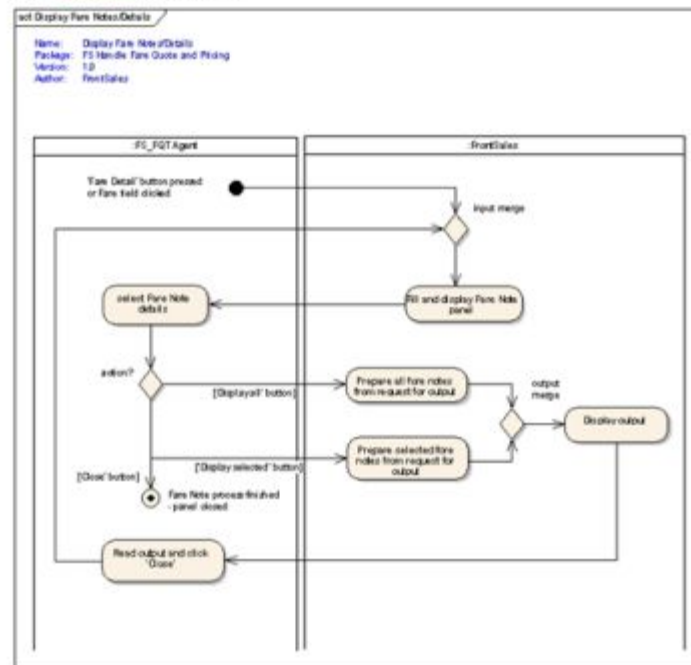 act Display Fare Notes/Details
Name: Display Fare Notes/Details
Package: FS Handle Fare Quote and Pricing
Version: 1.0
Author: FrontSales
:FS_FQT Agent
:FrontSales
'Fare Detail' button pressed
or Fare field clicked
input merge
select Fare Note
details
Fill and display Fare Note
panel
action?
['Display all' button]
Prepare all fare notes
from request for output
output
merge
Display output
['Display selected' button]
Prepare selected fare
notes from request for
output
['Close' button]
Fare Note process finished
- panel closed
Read output and click
'Close'